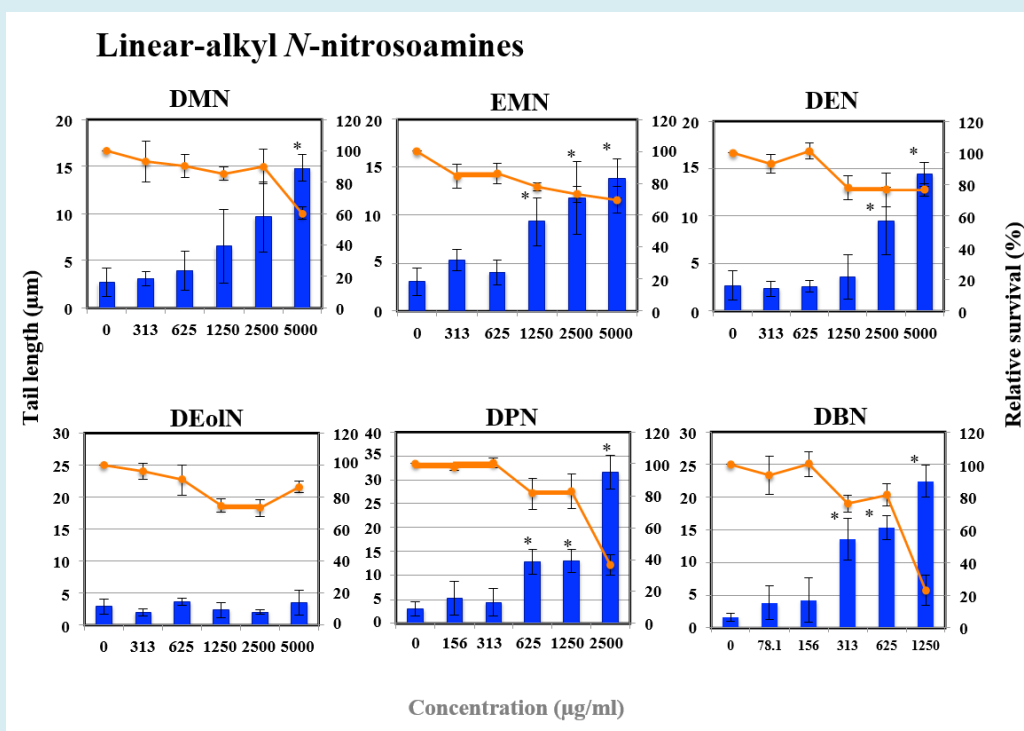 Linear-alkyl N-nitrosoamines
DMN
EMN
DEN
20 120 20 120 20 120
15 100 15 100 15 100
80 80 80
10 60 10 60 10 60
40 40 40
5 20 5 20 5 20
0 0 0 0 0 0
* * * * * *
0 313 625 1250 2500 5000
0 313 625 1250 2500 5000
0 313 625 1250 2500 5000
Tail length (µm)
Relative survival (%)
DEolN
DPN
DBN
30 120 40 120 30 120
25 100 35 100 25 100
20 80 30 80 20 80
15 60 25 60 15 60
10 40 20 40 10 40
5 20 15 20 5 20
0 0 10 0 0 0
5
0
* * * * * *
0 313 625 1250 2500 5000
0 156 313 625 1250 2500
0 78.1 156 313 625 1250
Concentration (µg/ml)